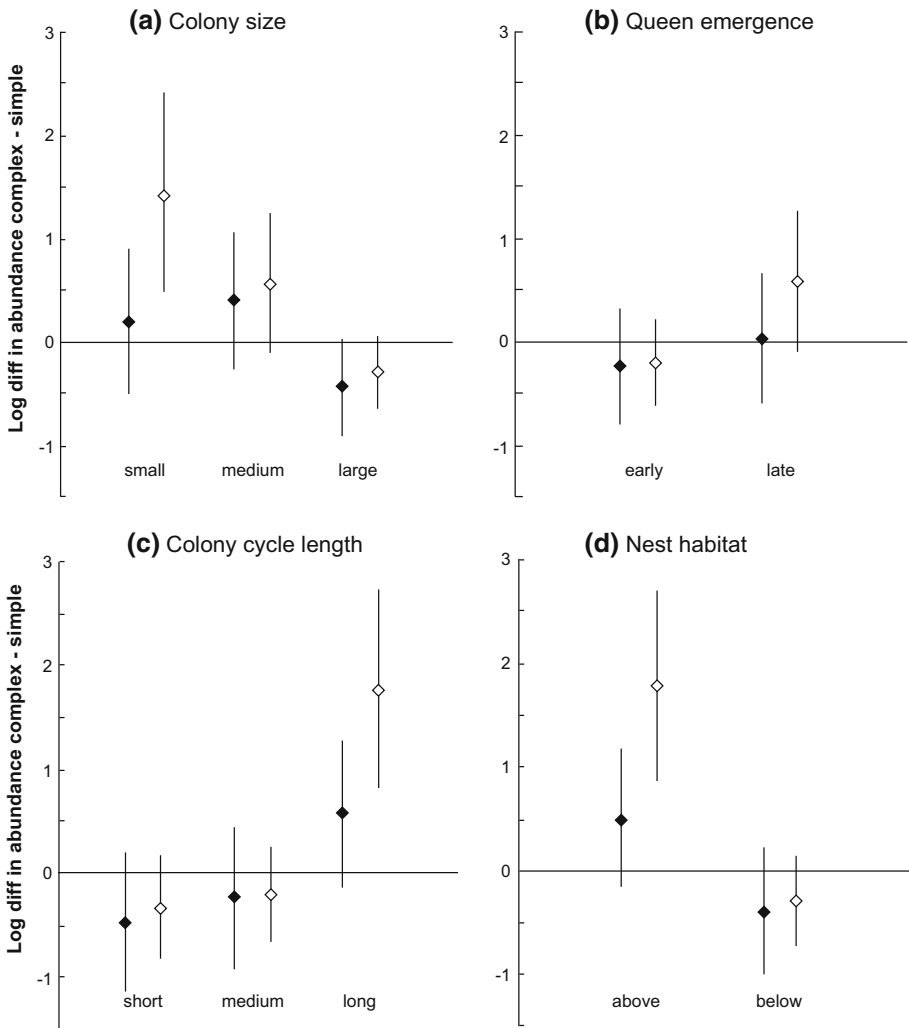 (a) Colony size
Log diff in abundance complex - simple
3
2
1
0
-1
small medium large
(b) Queen emergence
3
2
1
0
-1
early late
(c) Colony cycle length
Log diff in abundance complex - simple
3
2
1
0
-1
short medium long
(d) Nest habitat
3
2
1
0
-1
above below